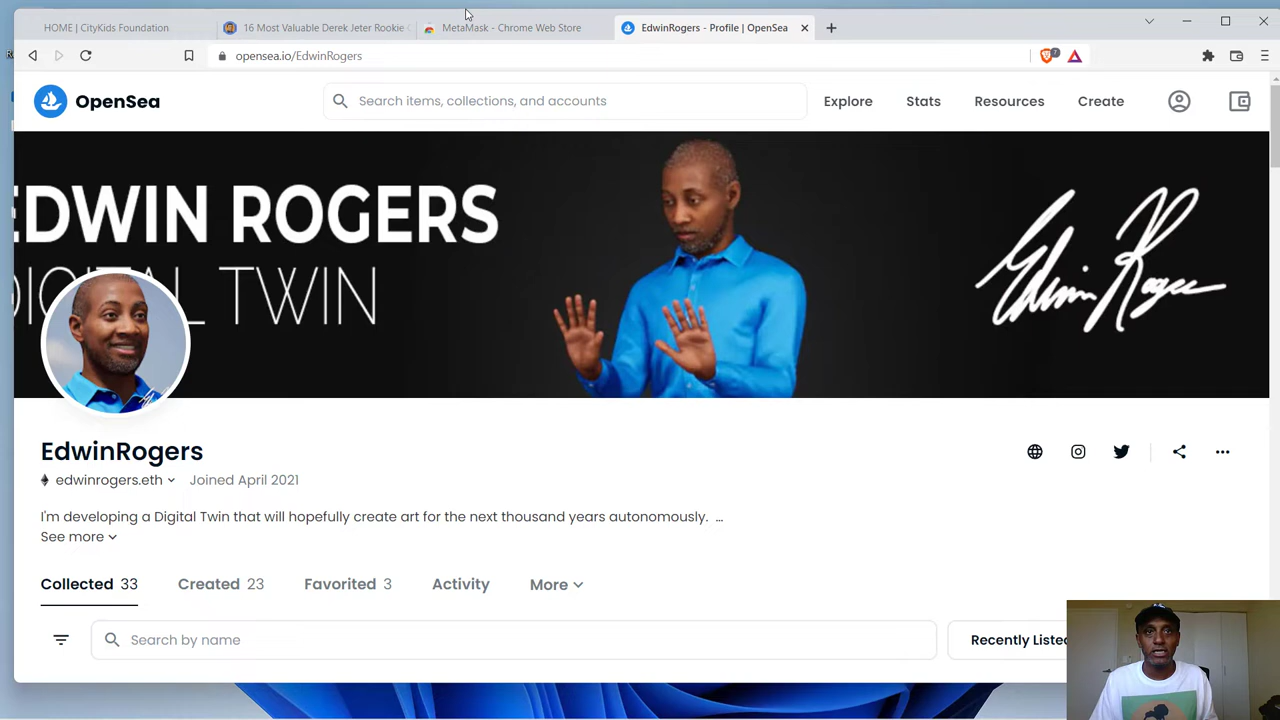 HOME | CityKids Foundation
16 Most Valuable Derek Jeter Rookie
MetaMask - Chrome Web Store
EdwinRogers - Profile | OpenSea
opensea.io/EdwinRogers
7
OpenSea
Search items, collections, and accounts
Explore
Stats
Resources
Create
EDWIN ROGERS
DIGITAL TWIN
Edwin Rogers
EdwinRogers
edwinrogers.eth
Joined April 2021
I'm developing a Digital Twin that will hopefully create art for the next thousand years autonomously. ...
See more
Collected 33
Created 23
Favorited 3
Activity
More
Search by name
Recently Listed